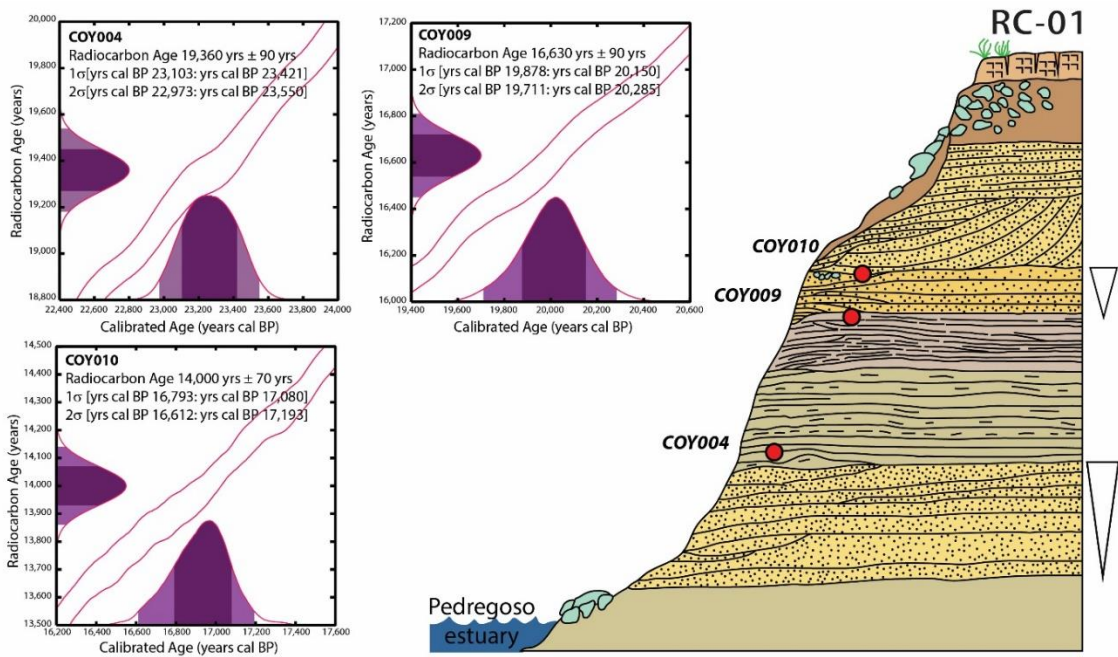 COY004
Radiocarbon Age 19,360 yrs ± 90 yrs
1σ[yrs cal BP 23,103: yrs cal BP 23,421]
2σ[yrs cal BP 22,973: yrs cal BP 23,550]
Radiocarbon Age (years)
20,000
19,800
19,600
19,400
19,200
19,000
18,800
22,400
22,600
22,800
23,000
23,200
23,400
23,600
23,800
24,000
Calibrated Age (years cal BP)
COY009
Radiocarbon Age 16,630 yrs ± 90 yrs
1σ[yrs cal BP 19,878: yrs cal BP 20,150]
2σ[yrs cal BP 19,711: yrs cal BP 20,285]
Radiocarbon Age (years)
17,200
17,000
16,800
16,600
16,400
16,200
16,000
19,400
19,600
19,800
20,000
20,200
20,400
20,600
Calibrated Age (years cal BP)
COY010
Radiocarbon Age 14,000 yrs ± 70 yrs
1σ [yrs cal BP 16,793: yrs cal BP 17,080]
2σ [yrs cal BP 16,612: yrs cal BP 17,193]
Radiocarbon Age (years)
14,500
14,400
14,300
14,200
14,100
14,000
13,900
13,800
13,700
13,600
13,500
16,200
16,400
16,600
16,800
17,000
17,200
17,400
17,600
Calibrated Age (years cal BP)
RC-01
COY010
COY009
COY004
Pedregoso
estuary